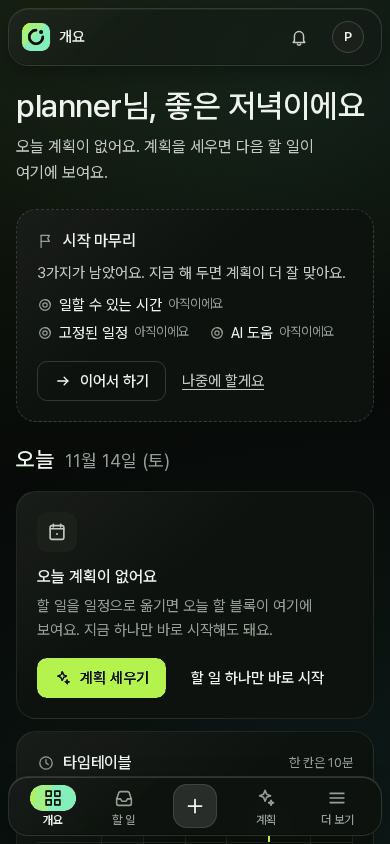 개요
P
planner님, 좋은 저녁이에요
오늘 계획이 없어요. 계획을 세우면 다음 할 일이
여기에 보여요.
시작 마무리
3가지가 남았어요. 지금 해 두면 계획이 더 잘 맞아요.
일할 수 있는 시간 아직이에요
고정된 일정 아직이에요 AI 도움 아직이에요
이어서 하기 나중에 할게요
오늘 11월 14일 (토)
오늘 계획이 없어요
할 일을 일정으로 옮기면 오늘 할 블록이 여기에
보여요. 지금 하나만 바로 시작해도 돼요.
계획 세우기 할 일 하나만 바로 시작
타임테이블 한 칸은 10분
개요 할 일 계획 더 보기